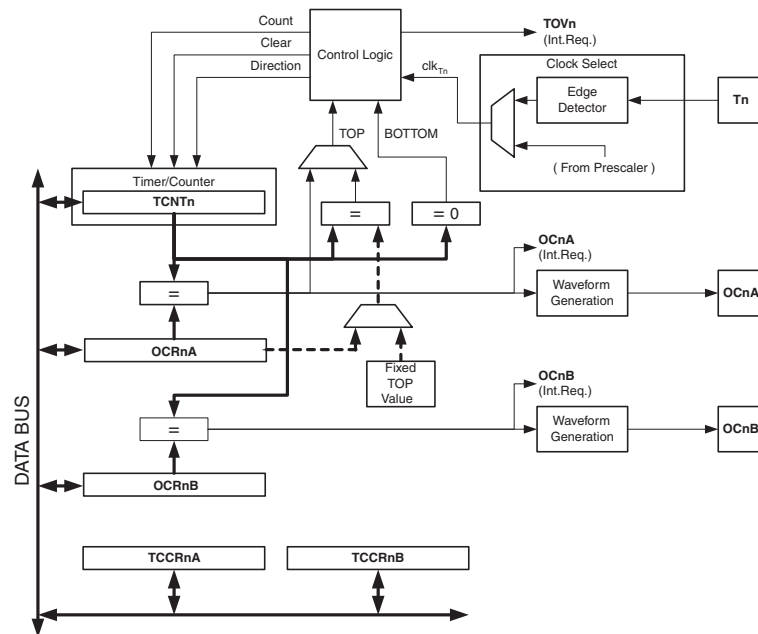 Count
Clear
Direction
Control Logic
TOVn
(Int.Req.)
clkTn
Clock Select
Edge
Detector
Tn
( From Prescaler )
TOP
BOTTOM
Timer/Counter
TCNTn
=
= 0
OCnA
(Int.Req.)
=
Waveform
Generation
OCnA
OCRnA
Fixed
TOP
Value
OCnB
(Int.Req.)
=
Waveform
Generation
OCnB
OCRnB
DATA BUS
TCCRnA
TCCRnB